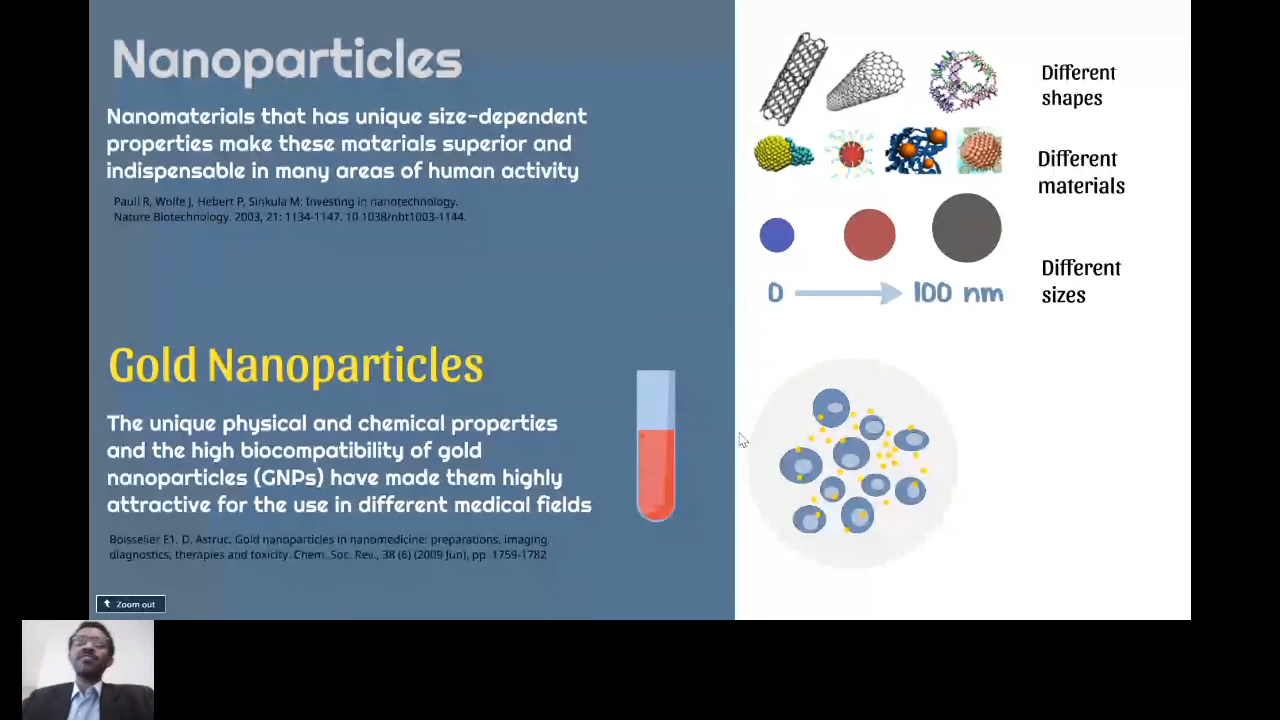 Nanoparticles
Nanomaterials that has unique size-dependent
properties make these materials superior and
indispensable in many areas of human activity
Paull R, Wolfe J, Hebert P, Sinkula M: Investing in nanotechnology.
Nature Biotechnology. 2003, 21: 1134-1147. 10.1038/nbt1003-1144.
Different
shapes
Different
materials
Different
sizes
0 100 nm
Gold Nanoparticles
The unique physical and chemical properties
and the high biocompatibility of gold
nanoparticles (GNPs) have made them highly
attractive for the use in different medical fields
Boisselier E1, D. Astruc, Gold nanoparticles in nanomedicine: preparations, imaging,
diagnostics, therapies and toxicity. Chem. Soc. Rev., 38 (6) (2009 Jun), pp. 1759-1782
Zoom out